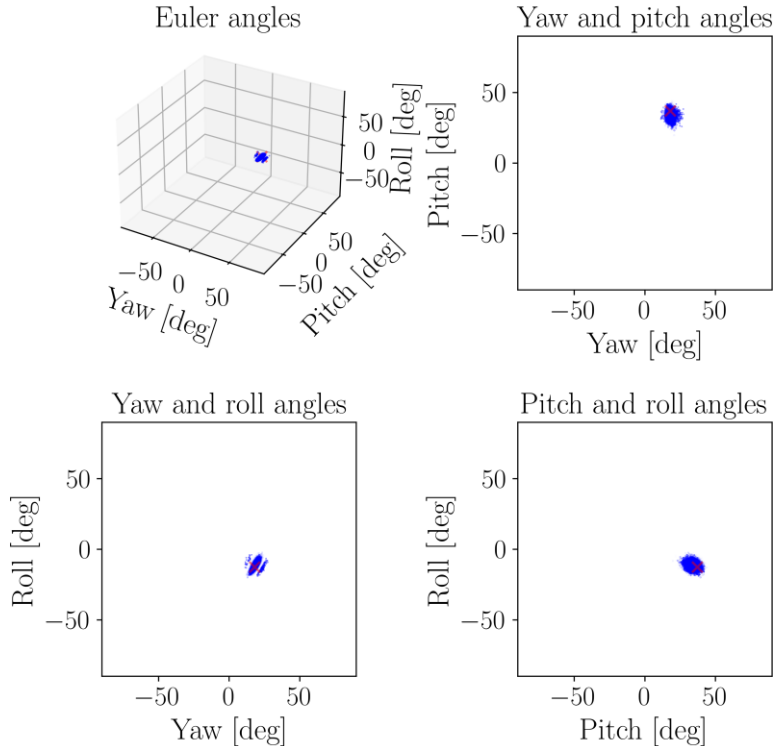 Euler angles
50
0
−50
Roll [deg]
−50
0
50
Yaw [deg]
−50
0
50
Pitch [deg]
Yaw and pitch angles
50
0
−50
Pitch [deg]
−50
0
50
Yaw [deg]
Yaw and roll angles
50
0
−50
Roll [deg]
−50
0
50
Yaw [deg]
Pitch and roll angles
50
0
−50
Roll [deg]
−50
0
50
Pitch [deg]